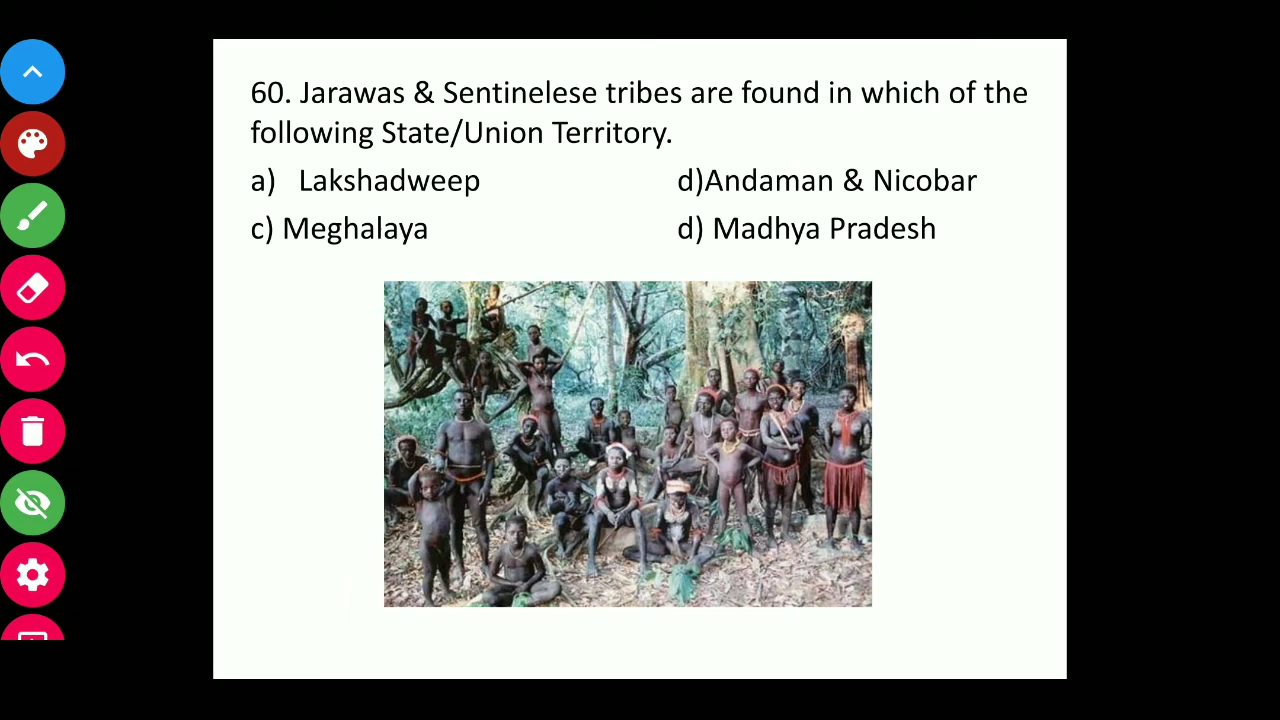 60. Jarawas & Sentinelese tribes are found in which of the
following State/Union Territory.
a) Lakshadweep d)Andaman & Nicobar
c) Meghalaya d) Madhya Pradesh